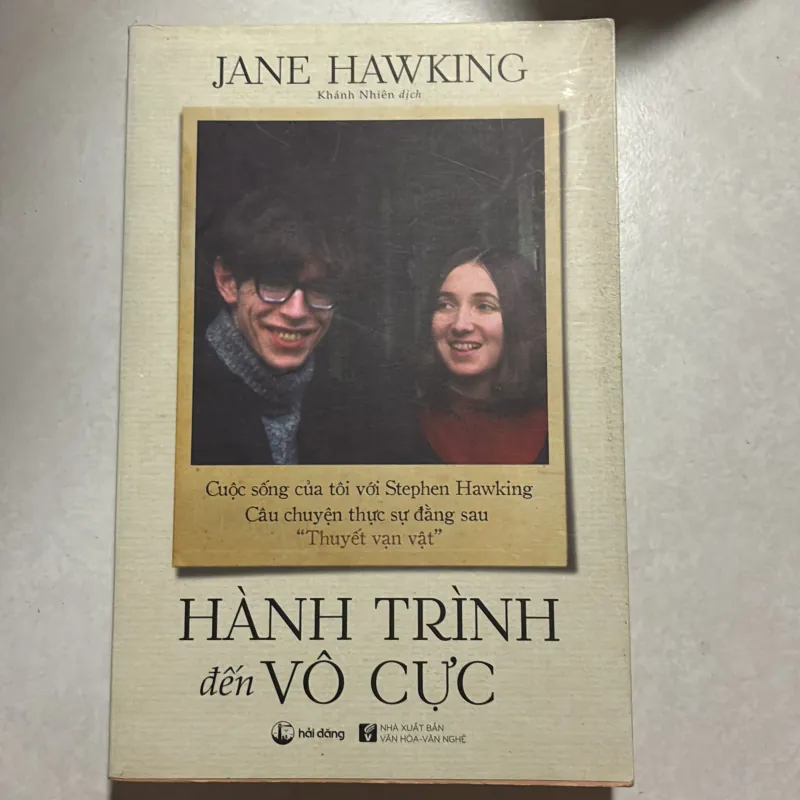 JANE HAWKING
Khánh Nhiên dịch
Cuộc sống của tôi với Stephen Hawking
Câu chuyện thực sự đằng sau
“Thuyết vạn vật”
HÀNH TRÌNH
đến VÔ CỰC
hải đăng
NHÀ XUẤT BẢN
VĂN HÓA-VĂN NGHỆ